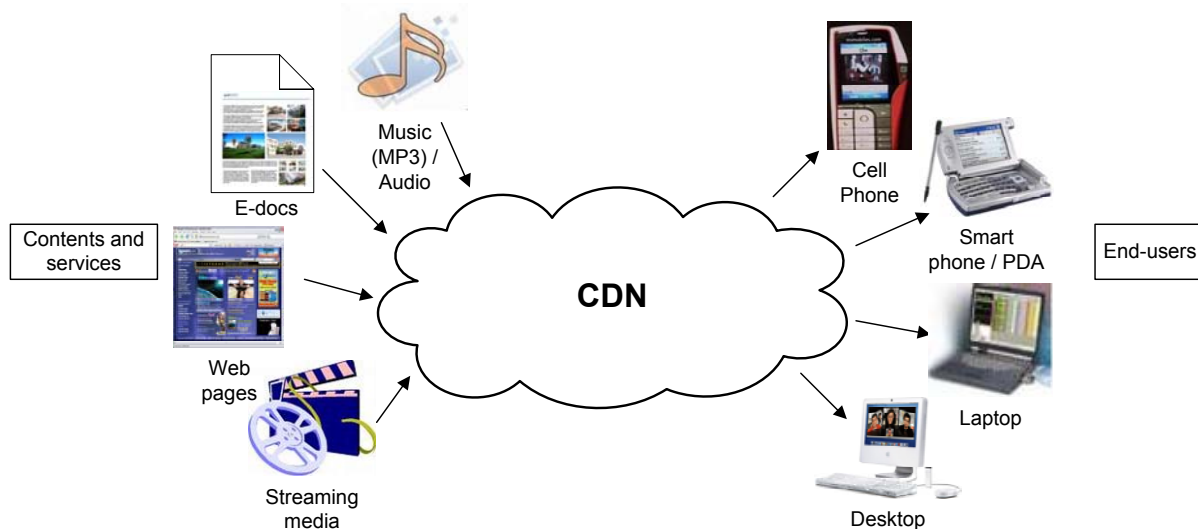 Music
(MP3) /
Audio
E-docs
Contents and
services
Web
pages
Streaming
media
CDN
Cell
Phone
Smart
phone / PDA
End-users
Laptop
Desktop